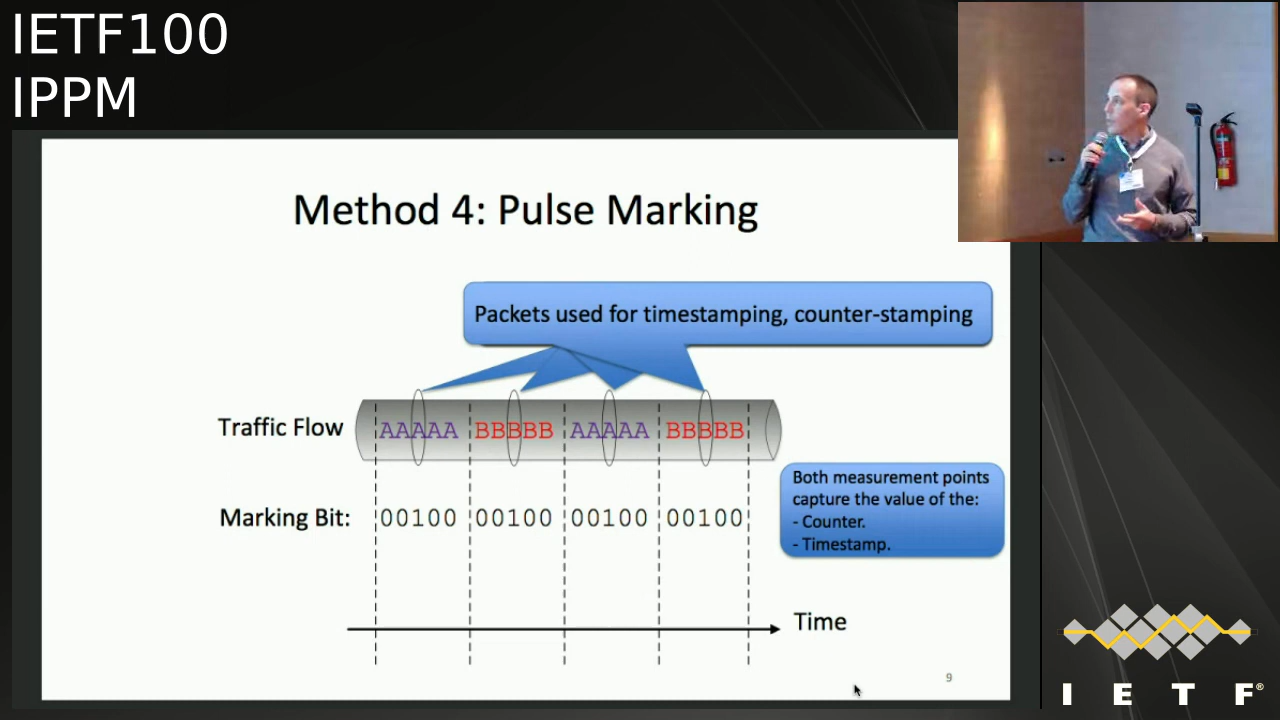 IETF100
IPPM
Method 4: Pulse Marking
Packets used for timestamping, counter-stamping
Traffic Flow AAAAA BBBBB AAAAA BBBBB
Both measurement points
capture the value of the:
- Counter.
- Timestamp.
Marking Bit: 00100 00100 00100 00100
Time
9
I E T F®